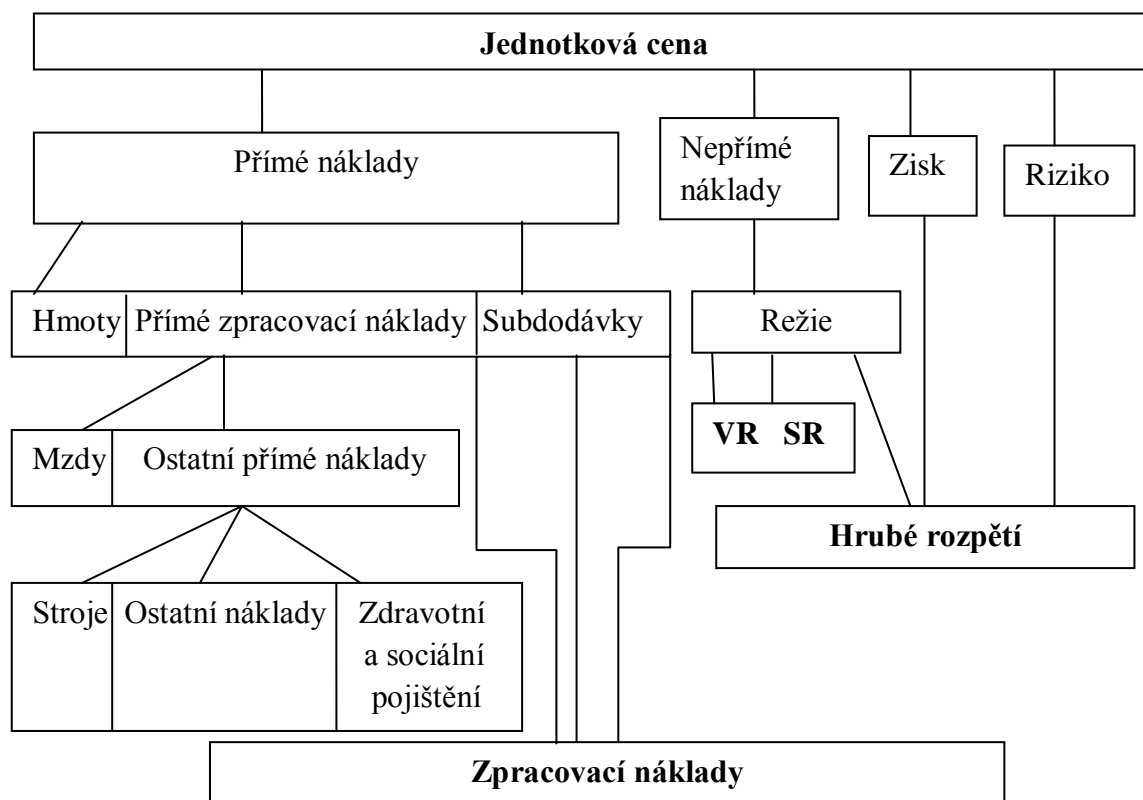 Jednotková cena
Přímé náklady
Nepřímé
náklady
Zisk
Riziko
Hmoty
Přímé zpracovací náklady
Subdodávky
Režie
VR SR
Mzdy
Ostatní přímé náklady
Hrubé rozpětí
Stroje
Ostatní náklady
Zdravotní
a sociální
pojištění
Zpracovací náklady